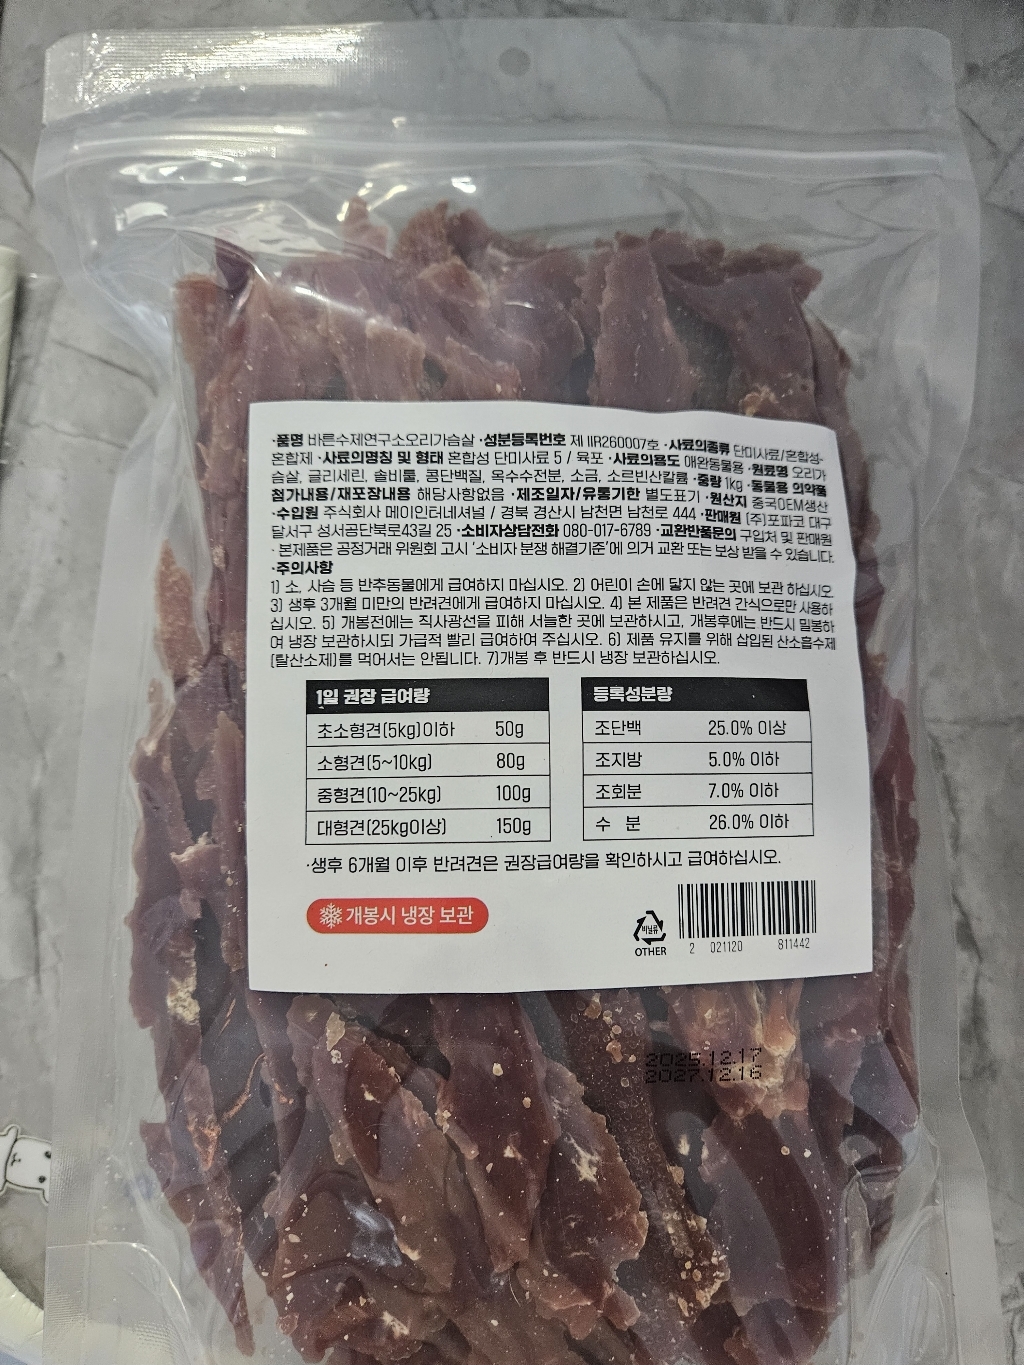 ·품명 바른수제연구소오리가슴살 ·성분등록번호 제 IIR260007호 ·사료의종류 단미사료/혼합성-
혼합제 ·사료의명칭 및 형태 혼합성 단미사료 5 / 육포 ·사료의용도 애완동물용 ·원료명 오리가
슴살, 글리세린, 솔비톨, 콩단백질, 옥수수전분, 소금, 소르빈산칼륨 ·중량 1kg ·동물용 의약품
첨가내용/재포장내용 해당사항없음 ·제조일자/유통기한 별도표기 ·원산지 중국OEM생산
·수입원 주식회사 메이인터네셔널 / 경북 경산시 남천면 남천로 444 ·판매원 (주)포파코 대구
달서구 성서공단북로43길 25 ·소비자상담전화 080-017-6789 ·교환반품문의 구입처 및 판매원
· 본제품은 공정거래 위원회 고시 '소비자 분쟁 해결기준'에 의거 교환 또는 보상 받을 수 있습니다.
·주의사항
1) 소, 사슴 등 반추동물에게 급여하지 마십시오. 2) 어린이 손에 닿지 않는 곳에 보관 하십시오.
3) 생후 3개월 미만의 반려견에게 급여하지 마십시오. 4) 본 제품은 반려견 간식으로만 사용하
십시오. 5) 개봉전에는 직사광선을 피해 서늘한 곳에 보관하시고, 개봉후에는 반드시 밀봉하
여 냉장 보관하시되 가급적 빨리 급여하여 주십시오. 6) 제품 유지를 위해 삽입된 산소흡수제
(탈산소제)를 먹어서는 안됩니다. 7)개봉 후 반드시 냉장 보관하십시오.
1일 권장 급여량
초소형견(5kg)이하 50g
소형견(5~10kg) 80g
중형견(10~25kg) 100g
대형견(25kg이상) 150g
등록성분량
조단백 25.0% 이상
조지방 5.0% 이하
조회분 7.0% 이하
수 분 26.0% 이하
·생후 6개월 이후 반려견은 권장급여량을 확인하시고 급여하십시오.
개봉시 냉장 보관
비닐류
OTHER
2 021120 811442
2025.12.17
2027.12.16